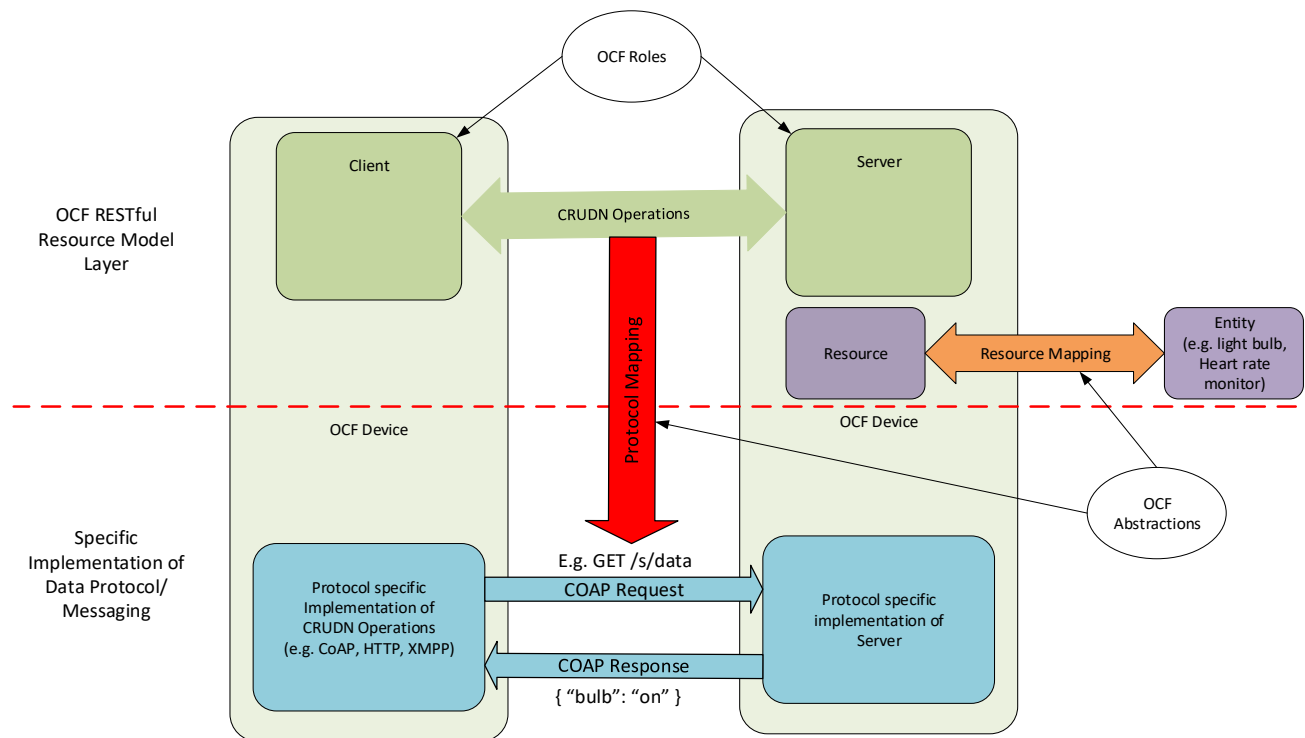 OCF Roles
Client
Server
OCF RESTful
Resource Model
Layer
CRUDN Operations
Protocol Mapping
Resource
Resource Mapping
Entity
(e.g. light bulb,
Heart rate
monitor)
OCF Device
OCF Device
OCF
Abstractions
Specific
Implementation of
Data Protocol/
Messaging
E.g. GET /s/data
COAP Request
Protocol specific
Implementation of
CRUDN Operations
(e.g. CoAP, HTTP, XMPP)
Protocol specific
implementation of
Server
COAP Response
{ “bulb”: “on” }